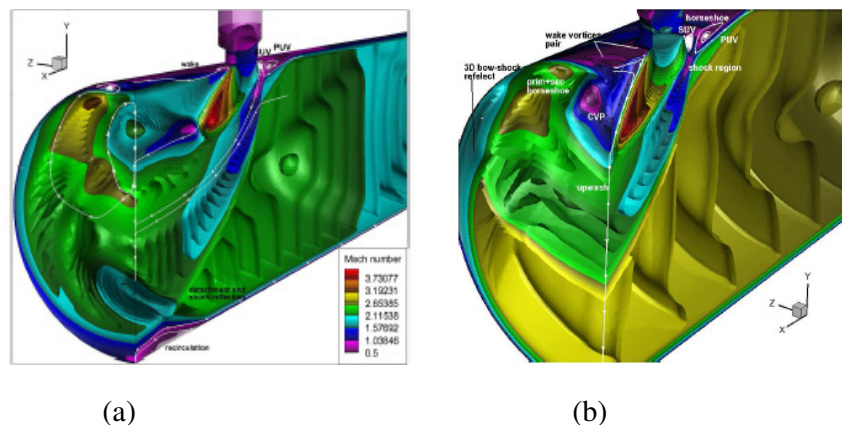 Y
Z
X
wake
SUV
PUV
detachment and
shock reflections
recirculation
Mach number
3.73077
3.19231
2.65385
2.11538
1.57692
1.03846
0.5
(a)
horseshoe
wake vortices
pair
SUV
PUV
3D bow-shock
refelect
shock region
prim+sec
horseshoe
CVP
upwash
Y
Z
X
(b)